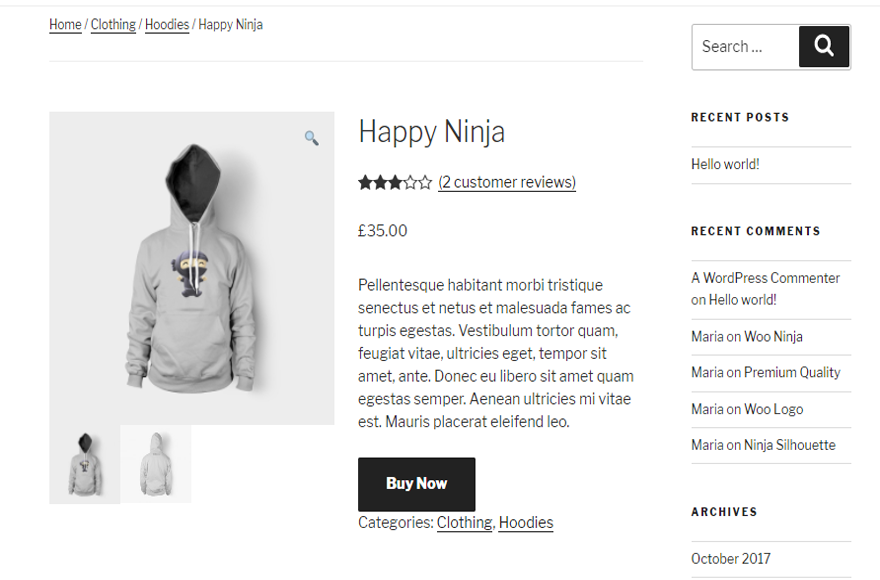 Home / Clothing / Hoodies / Happy Ninja
Happy Ninja
(2 customer reviews)
£35.00
Pellentesque habitant morbi tristique
senectus et netus et malesuada fames ac
turpis egestas. Vestibulum tortor quam,
feugiat vitae, ultricies eget, tempor sit
amet, ante. Donec eu libero sit amet quam
egestas semper. Aenean ultricies mi vitae
est. Mauris placerat eleifend leo.
Buy Now
Categories: Clothing, Hoodies
Search …
RECENT POSTS
Hello world!
RECENT COMMENTS
A WordPress Commenter
on Hello world!
Maria on Woo Ninja
Maria on Premium Quality
Maria on Woo Logo
Maria on Ninja Silhouette
ARCHIVES
October 2017